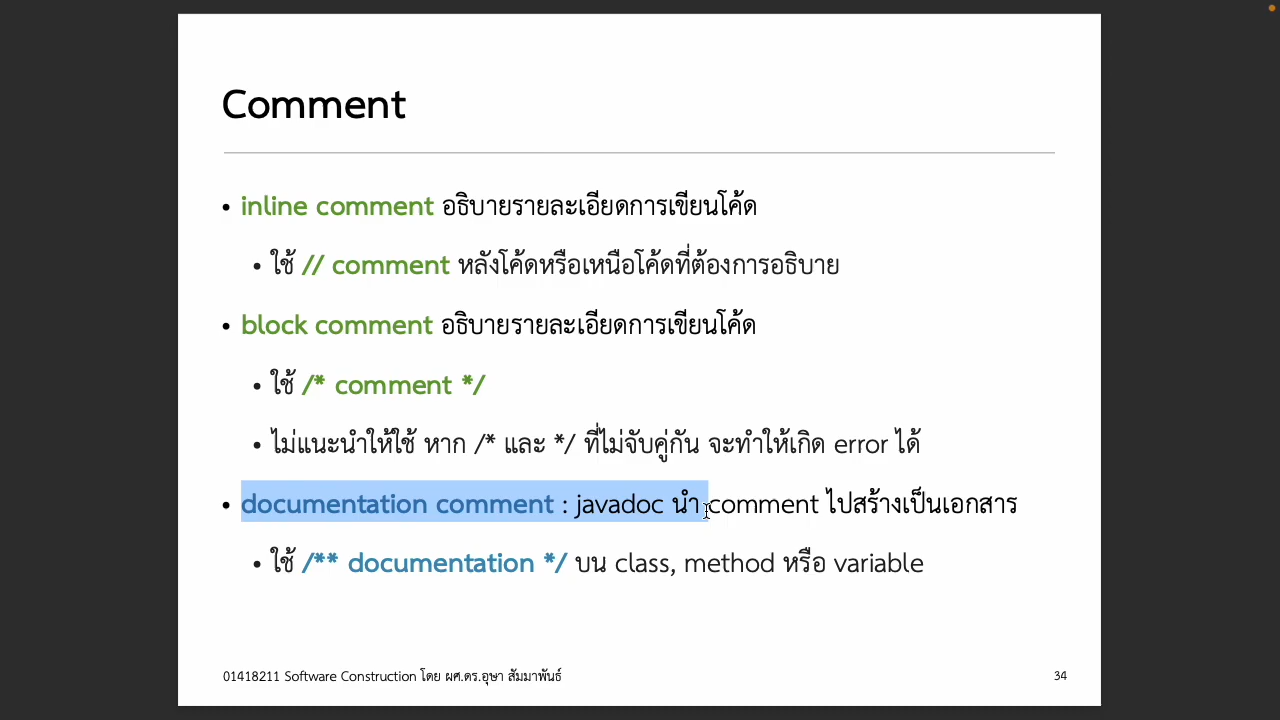 Comment
• inline comment อธิบายรายละเอียดการเขียนโค้ด
• ใช้ // comment หลังโค้ดหรือเหนือโค้ดที่ต้องการอธิบาย
• block comment อธิบายรายละเอียดการเขียนโค้ด
• ใช้ /* comment */
• ไม่แนะนำให้ใช้ หาก /* และ */ ที่ไม่จับคู่กัน จะทำให้เกิด error ได้
• documentation comment : javadoc นำ comment ไปสร้างเป็นเอกสาร
• ใช้ /** documentation */ บน class, method หรือ variable
01418211 Software Construction โดย ผศ.ดร.อุษา สัมมาพันธ์
34